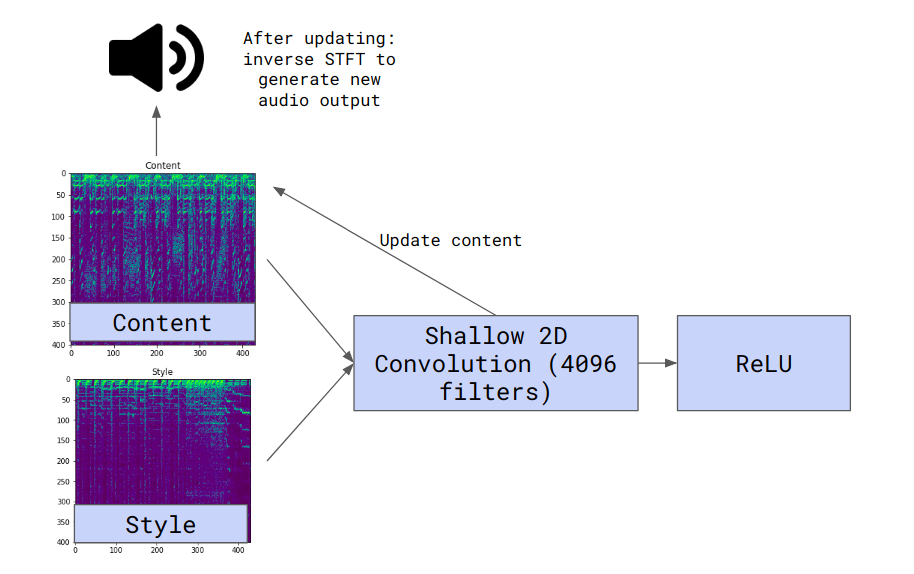 After updating:
inverse STFT to
generate new
audio output
Content
0
50
100
150
200
250
300
350
400
0 100 200 300 400
Content
Update content
Style
0
50
100
150
200
250
300
350
400
0 100 200 300 400
Style
Shallow 2D
Convolution (4096
filters)
ReLU